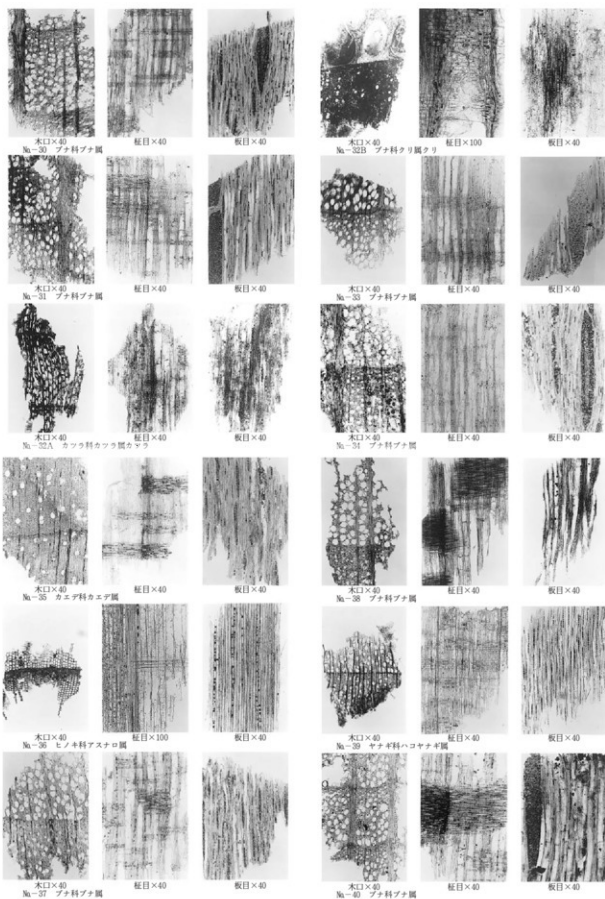 木口×40 柾目×40 板目×40
No.-30 ブナ科ブナ属
木口×40 柾目×100 板目×40
No.-32B ブナ科クリ属クリ
木口×40 柾目×40 板目×40
No.-31 ブナ科ブナ属
木口×40 柾目×40 板目×40
No.-33 ブナ科ブナ属
木口×40 柾目×40 板目×40
No.-32A カツラ科カツラ属カツラ
木口×40 柾目×40 板目×40
No.-34 ブナ科ブナ属
木口×40 柾目×40 板目×40
No.-35 カエデ科カエデ属
木口×40 柾目×40 板目×40
No.-38 ブナ科ブナ属
木口×40 柾目×100 板目×40
No.-36 ヒノキ科アスナロ属
木口×40 柾目×40 板目×40
No.-39 ヤナギ科ハコヤナギ属
木口×40 柾目×40 板目×40
No.-37 ブナ科ブナ属
木口×40 柾目×40 板目×40
No.-40 ブナ科ブナ属